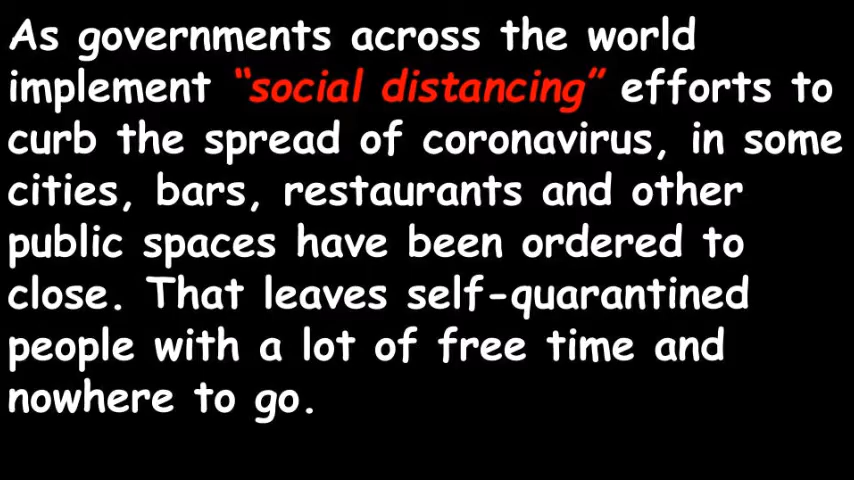 As governments across the world
implement “social distancing” efforts to
curb the spread of coronavirus, in some
cities, bars, restaurants and other
public spaces have been ordered to
close. That leaves self-quarantined
people with a lot of free time and
nowhere to go.